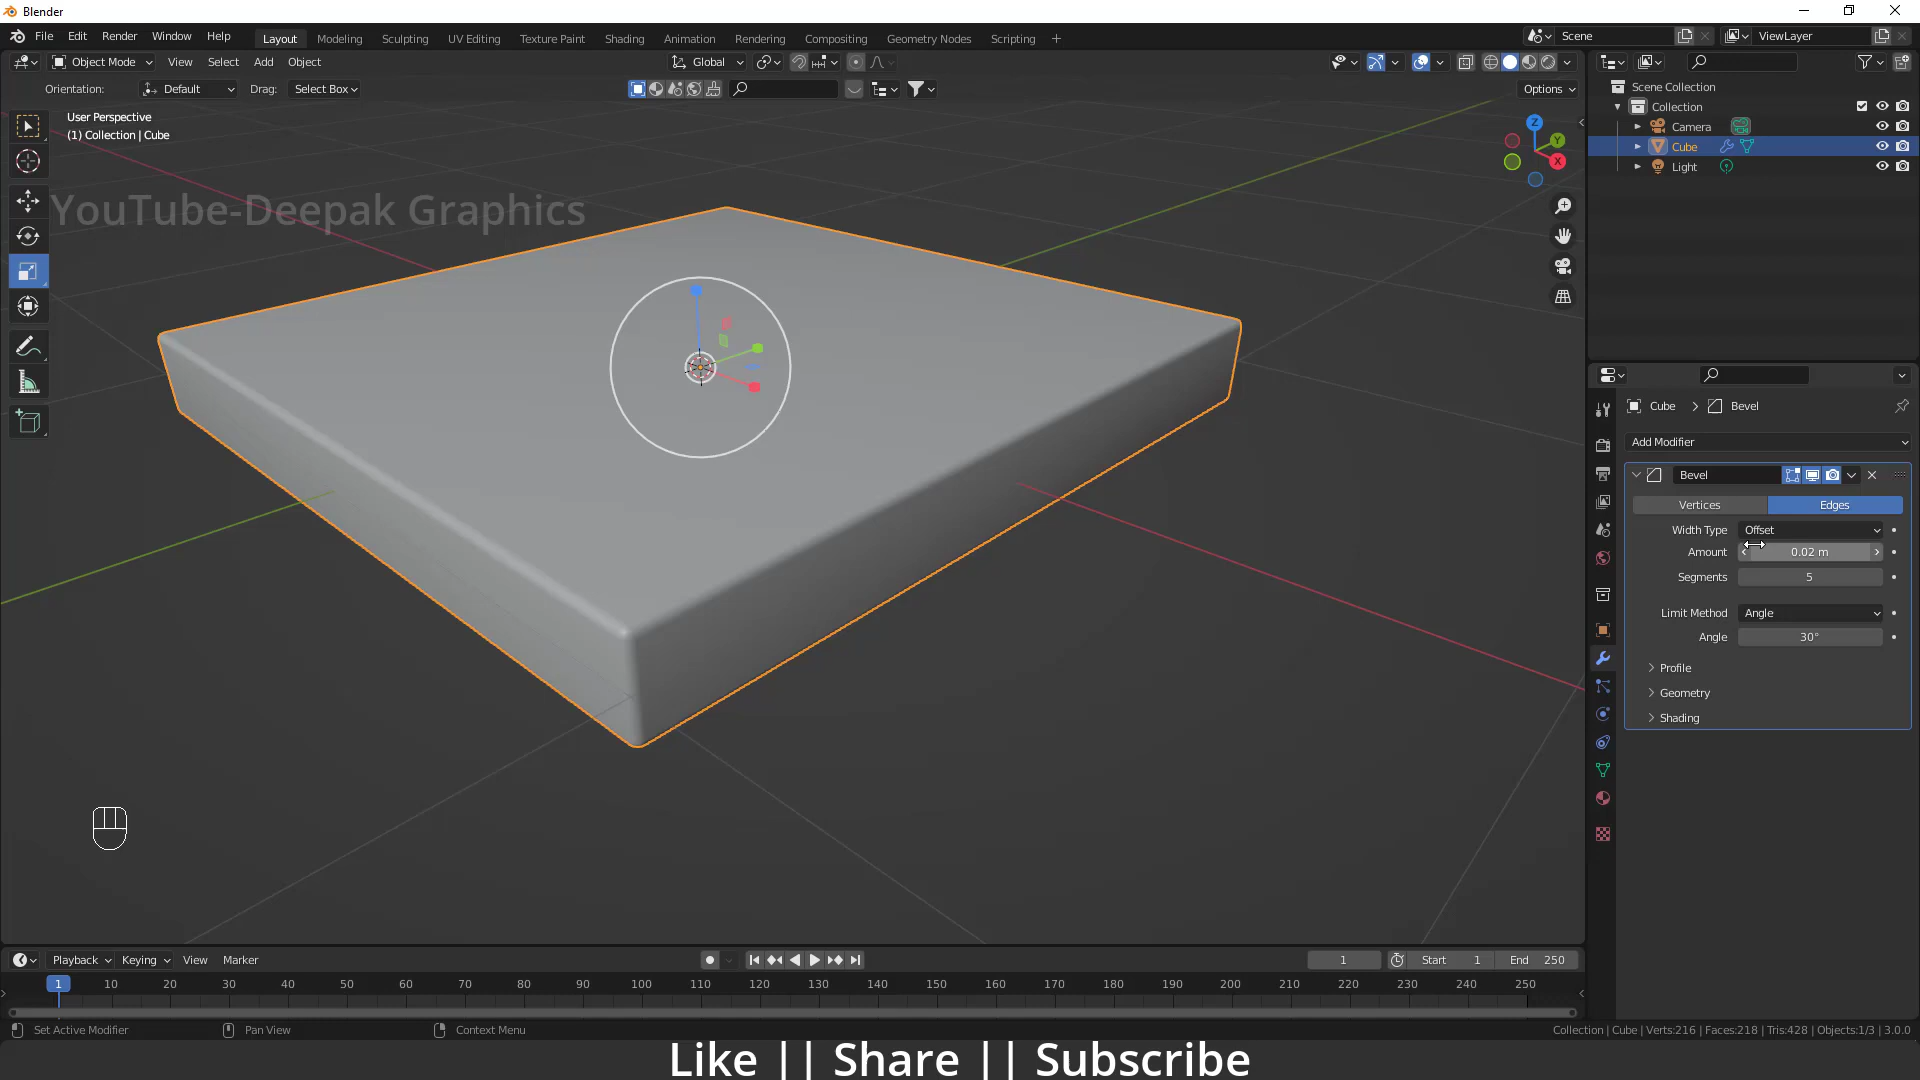 Blender
File Edit Render Window Help
Layout Modeling Sculpting UV Editing Texture Paint Shading Animation Rendering Compositing Geometry Nodes Scripting +
Scene
ViewLayer
Object Mode View Select Add Object
Global
Orientation: Default Drag: Select Box
Options
User Perspective
(1) Collection | Cube
YouTube-Deepak Graphics
Z
Y
X
Scene Collection
Collection
Camera
Cube
Light
Cube > Bevel
Add Modifier
Bevel
Vertices Edges
Width Type Offset
Amount 0.02 m
Segments 5
Limit Method Angle
Angle 30°
Profile
Geometry
Shading
Playback Keying View Marker
1 Start 1 End 250
1 10 20 30 40 50 60 70 80 90 100 110 120 130 140 150 160 170 180 190 200 210 220 230 240 250
Set Active Modifier Pan View Context Menu
Collection | Cube | Verts:216 | Faces:218 | Tris:428 | Objects:1/3 | 3.0.0
Like || Share || Subscribe